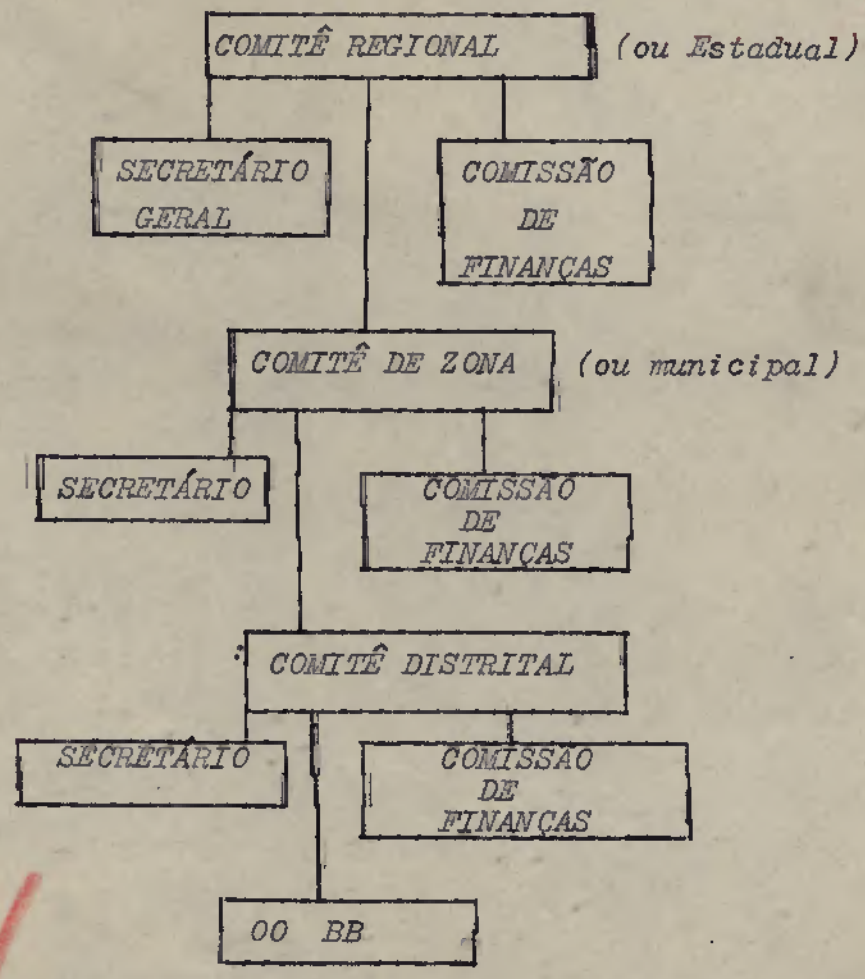 COMITÊ REGIONAL (ou Estadual)
SECRETÁRIO
GERAL
COMISSÃO
DE
FINANÇAS
COMITÊ DE ZONA (ou municipal)
SECRETÁRIO
COMISSÃO
DE
FINANÇAS
COMITÊ DISTRITAL
SECRETÁRIO
COMISSÃO
DE
FINANÇAS
OO BB